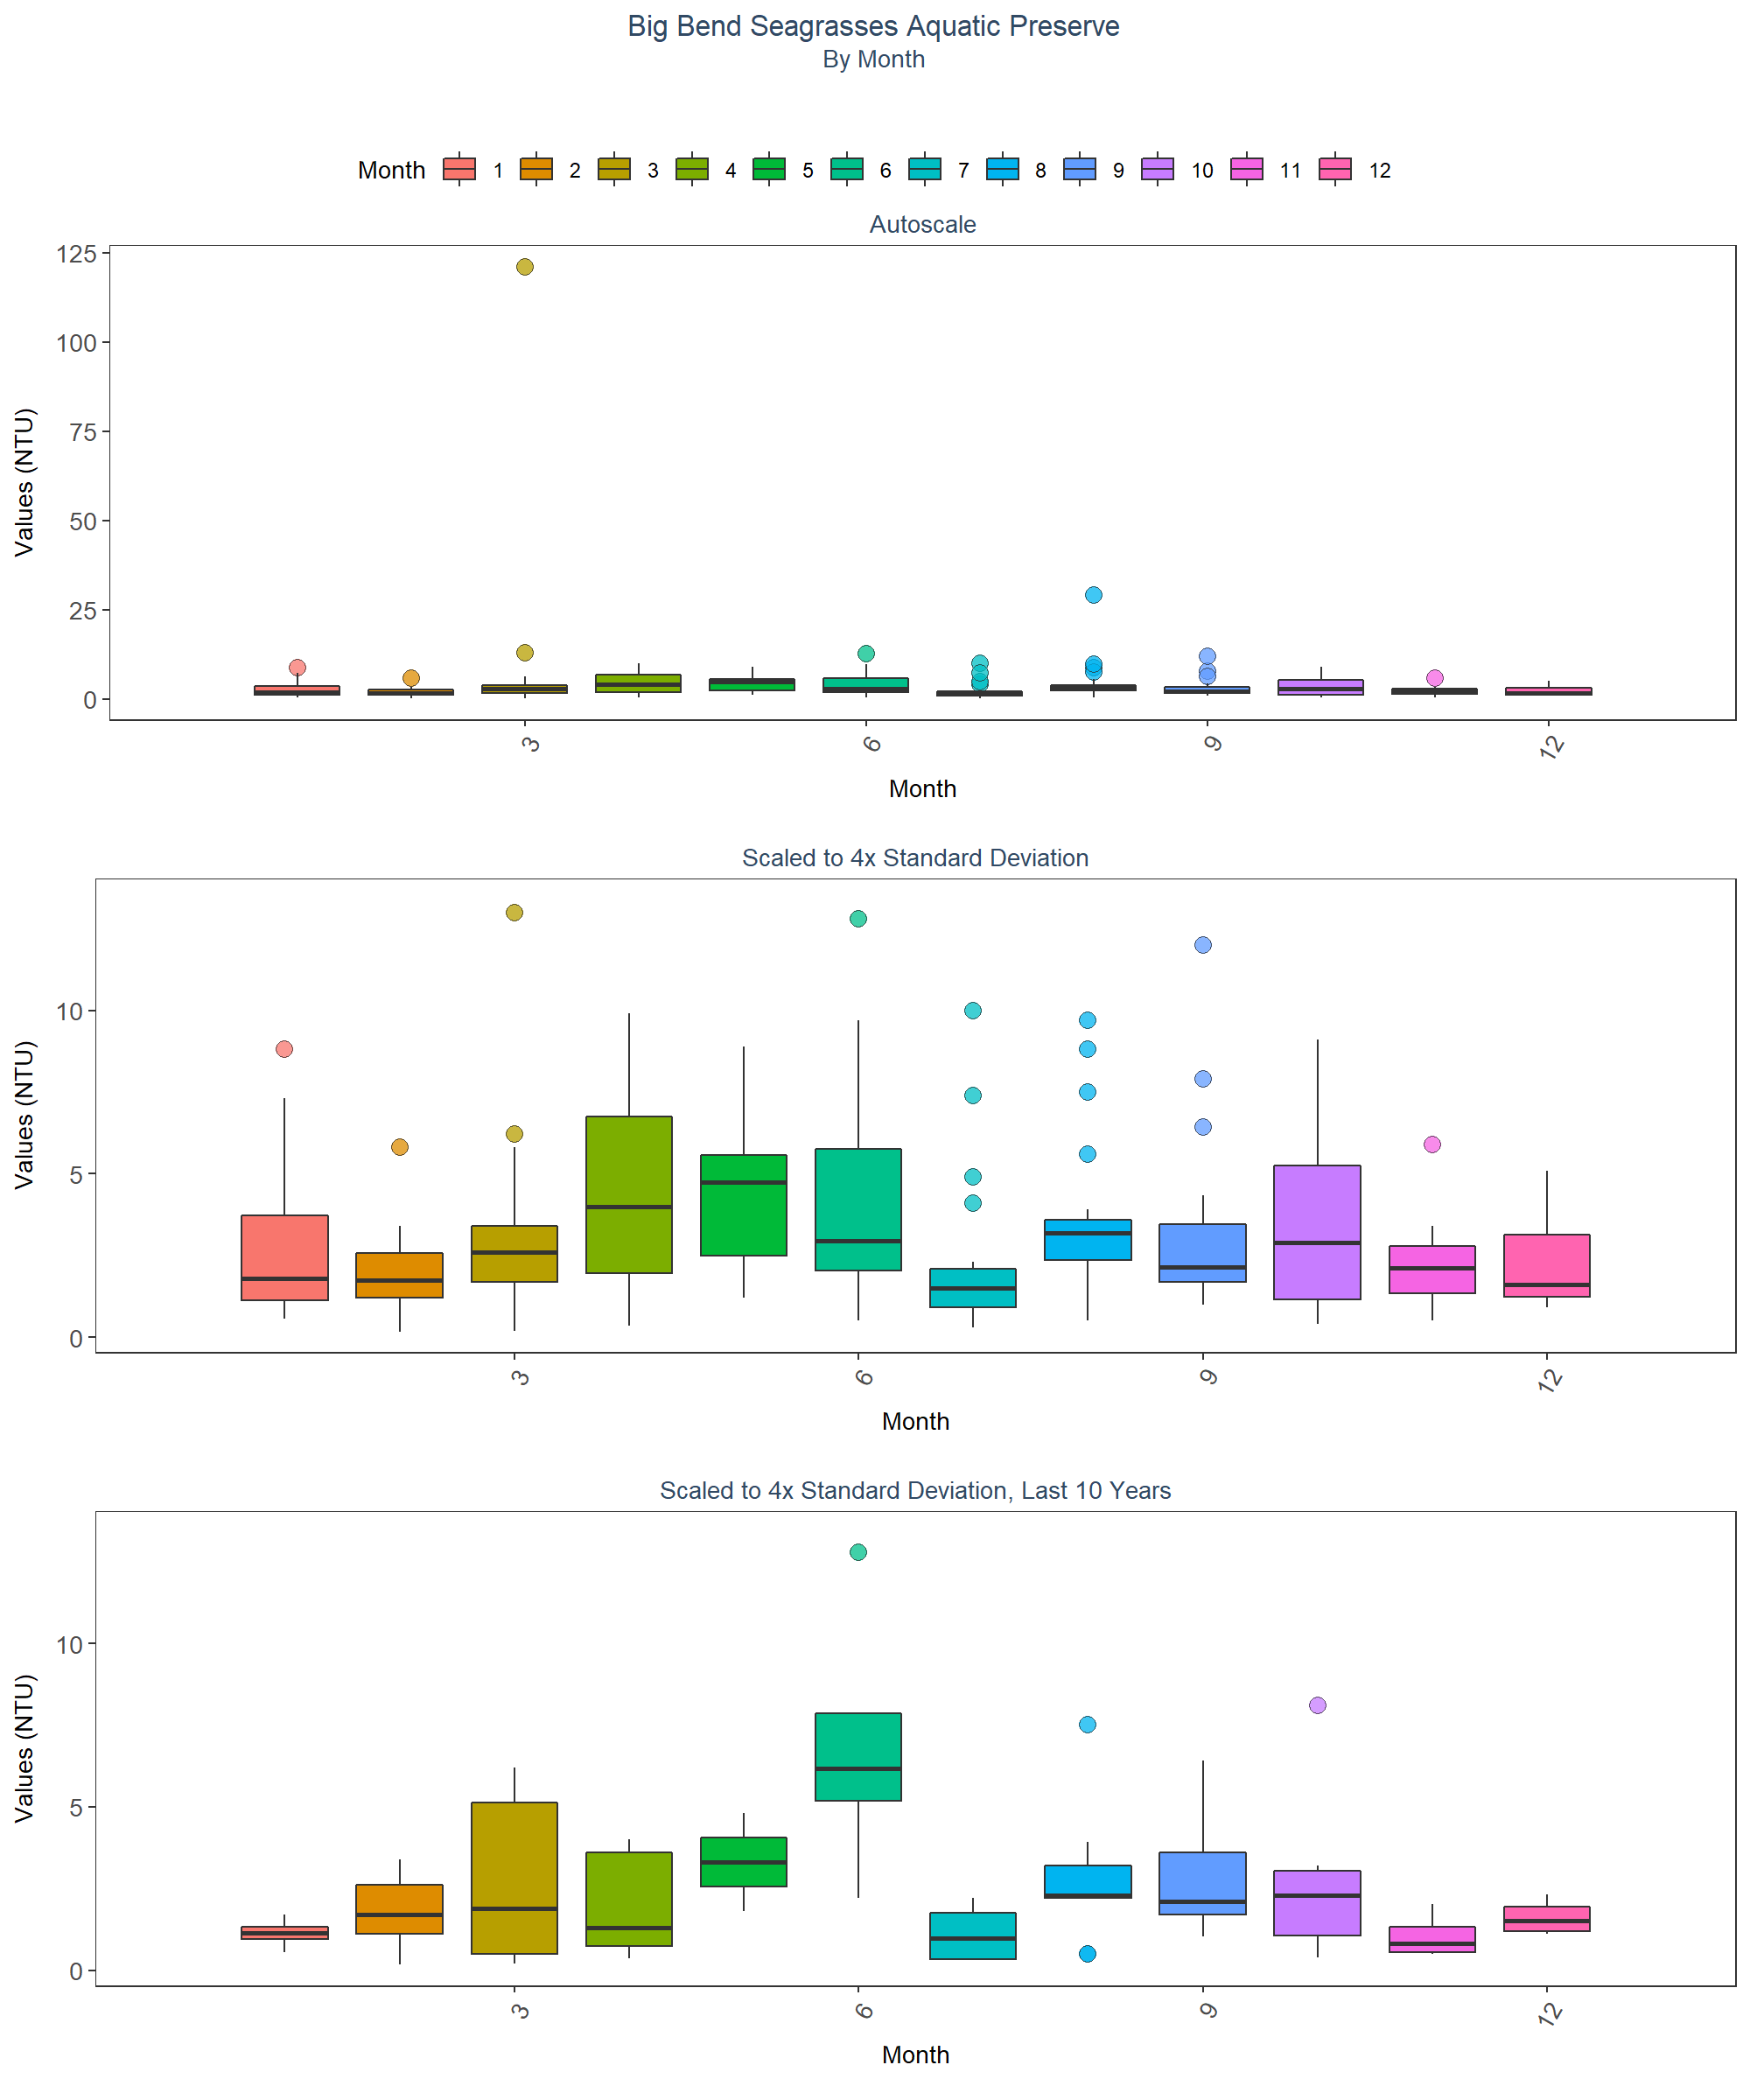 Big Bend Seagrasses Aquatic Preserve
By Month
Month 1 2 3 4 5 6 7 8 9 10 11 12
Autoscale
Values (NTU)
125
100
75
50
25
0
3 6 9 12
Month
Scaled to 4x Standard Deviation
Values (NTU)
10
5
0
3 6 9 12
Month
Scaled to 4x Standard Deviation, Last 10 Years
Values (NTU)
10
5
0
3 6 9 12
Month